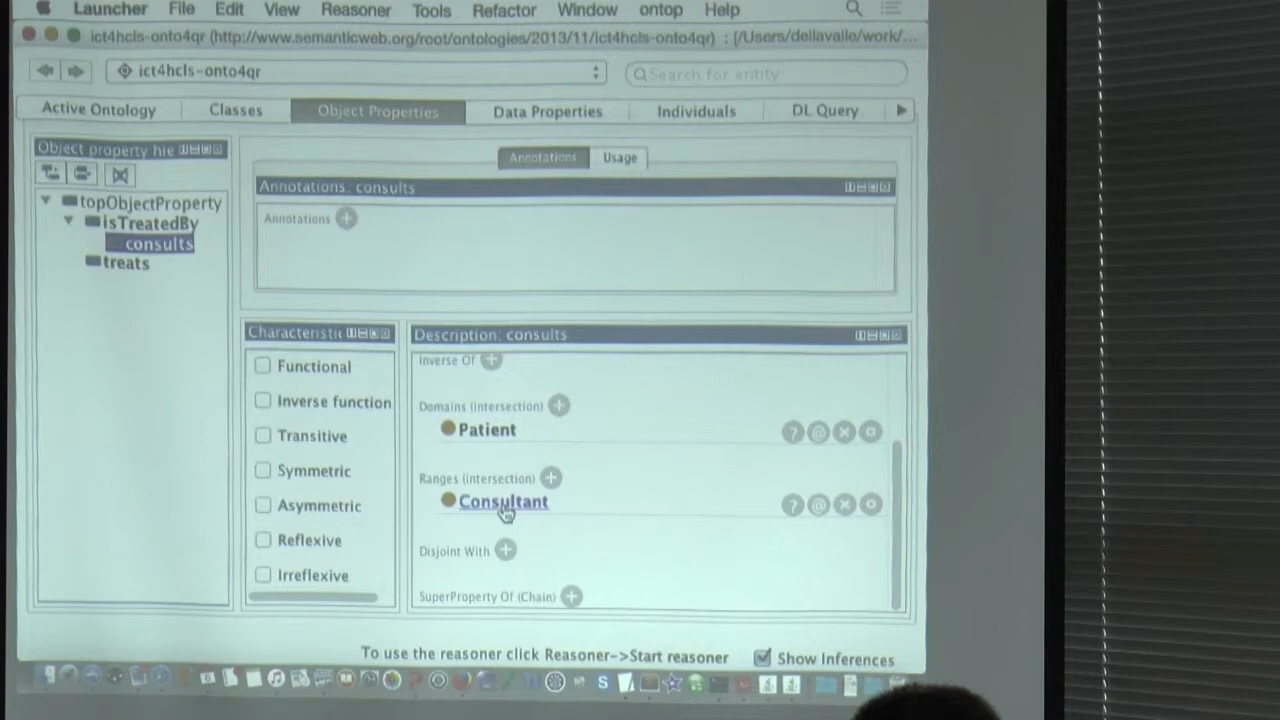 Launcher File Edit View Reasoner Tools Refactor Window ontop Help
ict4hcls-onto4qr (http://www.semanticweb.org/root/ontologies/2013/11/ict4hcls-onto4qr) : [/Users/dellavalle/work/...
ict4hcls-onto4qr
Search for entity
Active Ontology Classes Object Properties Data Properties Individuals DL Query
Object property hie
Annotations Usage
Annotations: consults
Annotations
topObjectProperty
isTreatedBy
consults
treats
Characteristic
Functional
Inverse function
Transitive
Symmetric
Asymmetric
Reflexive
Irreflexive
Description: consults
Inverse Of
Domains (intersection)
Patient
Ranges (intersection)
Consultant
Disjoint With
SuperProperty Of (Chain)
To use the reasoner click Reasoner->Start reasoner
Show Inferences